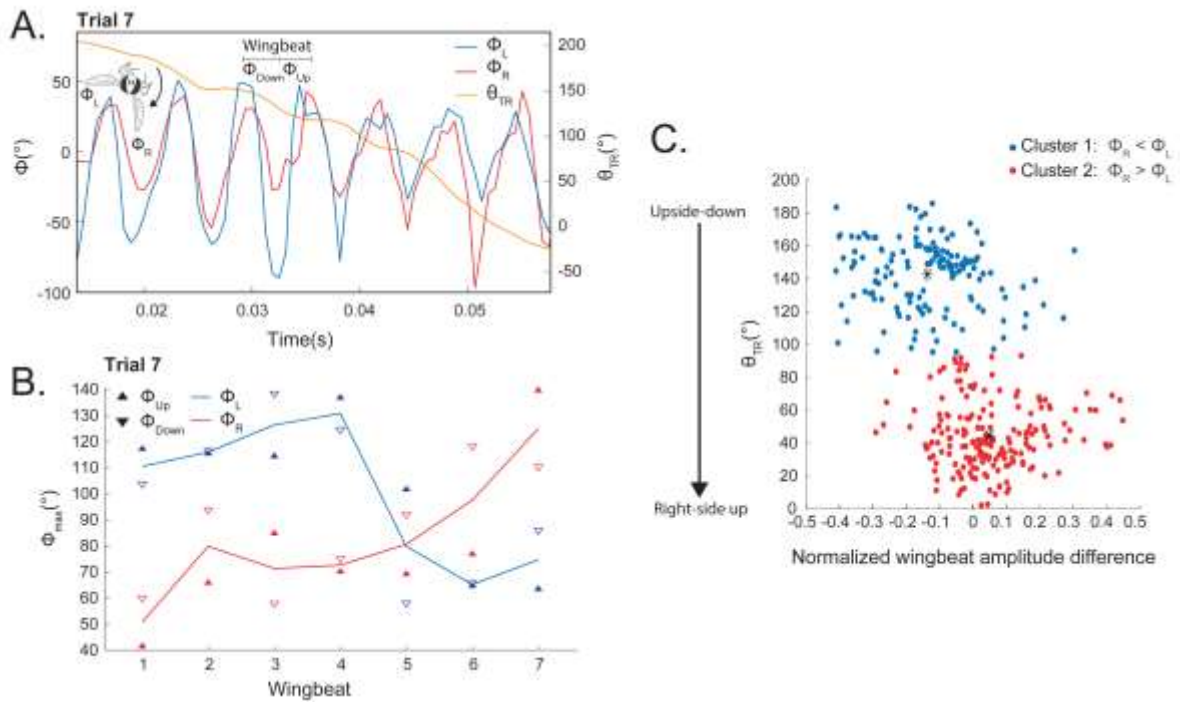 A.
Trial 7
Wingbeat
Φ_Down Φ_Up
Φ_L
Φ_R
θ_TR
Φ_L
Φ_R
Φ(°)
50
0
-50
-100
θ_TR(°)
200
150
100
50
0
-50
0.02 0.03 0.04 0.05
Time(s)
B.
Trial 7
Φ_Up Φ_L
Φ_Down Φ_R
Φ_max(°)
140
130
120
110
100
90
80
70
60
50
40
1 2 3 4 5 6 7
Wingbeat
C.
Cluster 1: Φ_R < Φ_L
Cluster 2: Φ_R > Φ_L
Upside-down
Right-side up
θ_TR(°)
200
180
160
140
120
100
80
60
40
20
0
-0.5 -0.4 -0.3 -0.2 -0.1 0 0.1 0.2 0.3 0.4 0.5
Normalized wingbeat amplitude difference